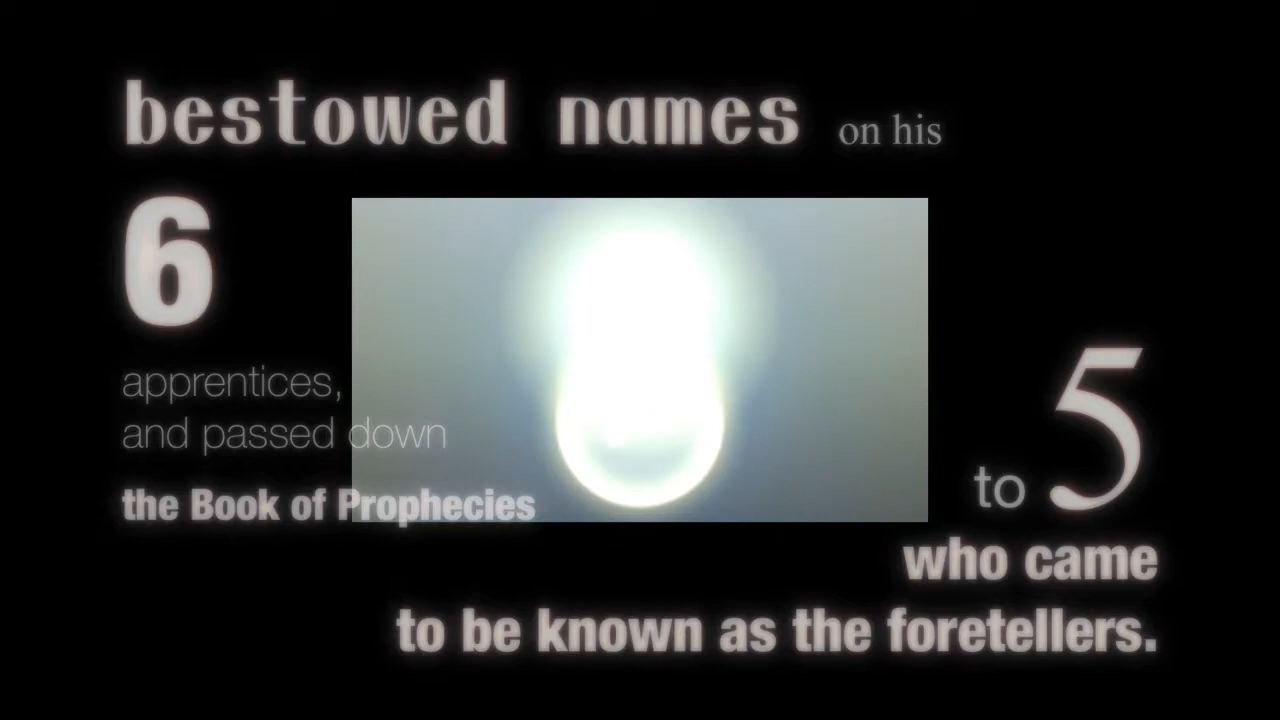 bestowed names on his
6
apprentices,
and passed down
the Book of Prophecies
to 5
who came
to be known as the foretellers.